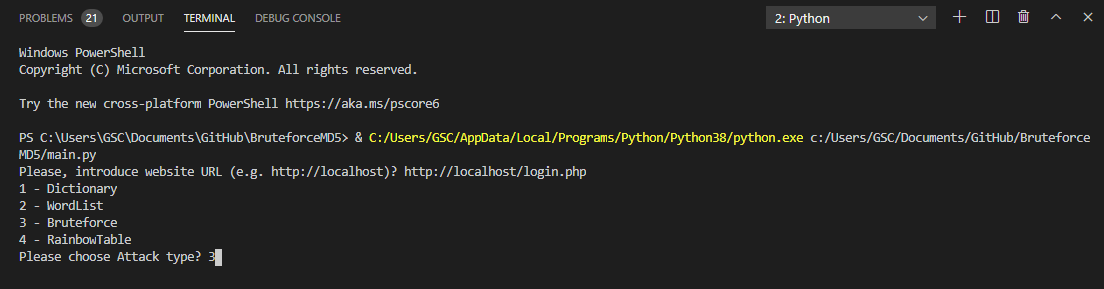 PROBLEMS 21 OUTPUT TERMINAL DEBUG CONSOLE 2: Python
Windows PowerShell
Copyright (C) Microsoft Corporation. All rights reserved.
Try the new cross-platform PowerShell https://aka.ms/pscore6
PS C:\Users\GSC\Documents\GitHub\BruteforceMD5> & C:/Users/GSC/AppData/Local/Programs/Python/Python38/python.exe c:/Users/GSC/Documents/GitHub/Bruteforce
MD5/main.py
Please, introduce website URL (e.g. http://localhost)? http://localhost/login.php
1 - Dictionary
2 - WordList
3 - Bruteforce
4 - RainbowTable
Please choose Attack type? 3